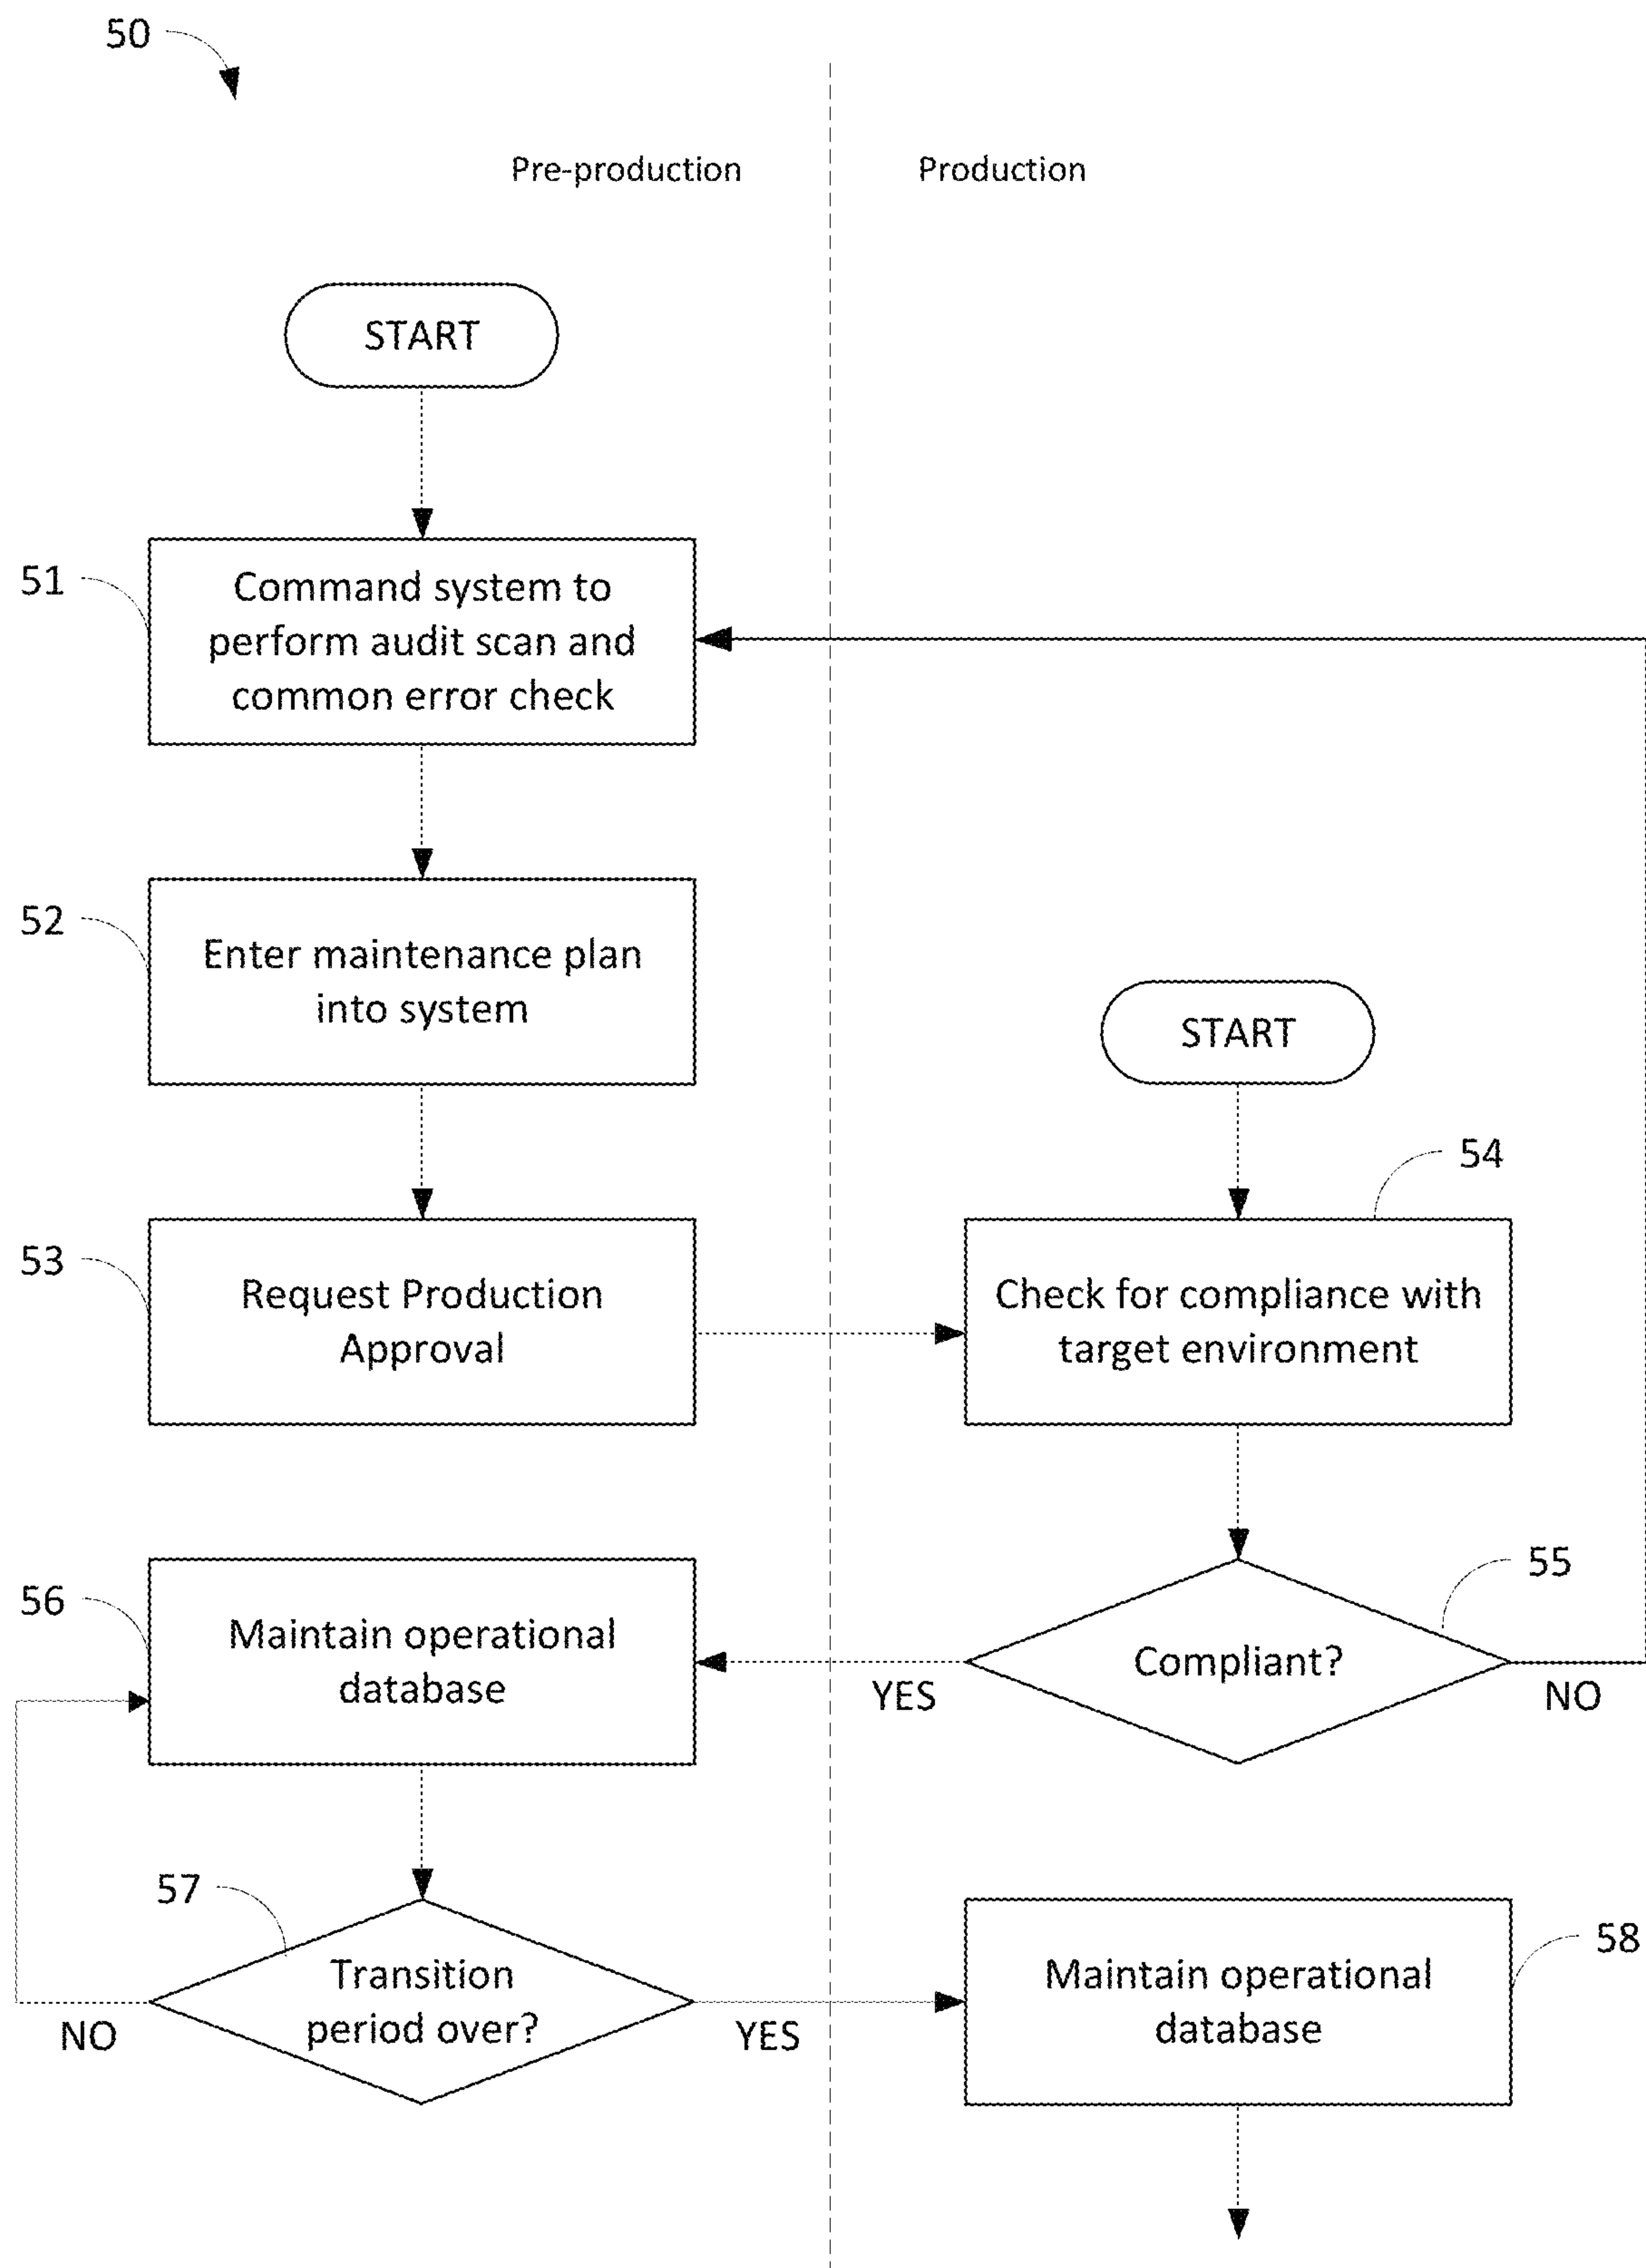 50
Pre-production
Production
START
51
Command system to
perform audit scan and
common error check
52
Enter maintenance plan
into system
START
53
Request Production
Approval
54
Check for compliance with
target environment
55
Compliant?
YES
NO
56
Maintain operational
database
57
Transition
period over?
NO
YES
58
Maintain operational
database